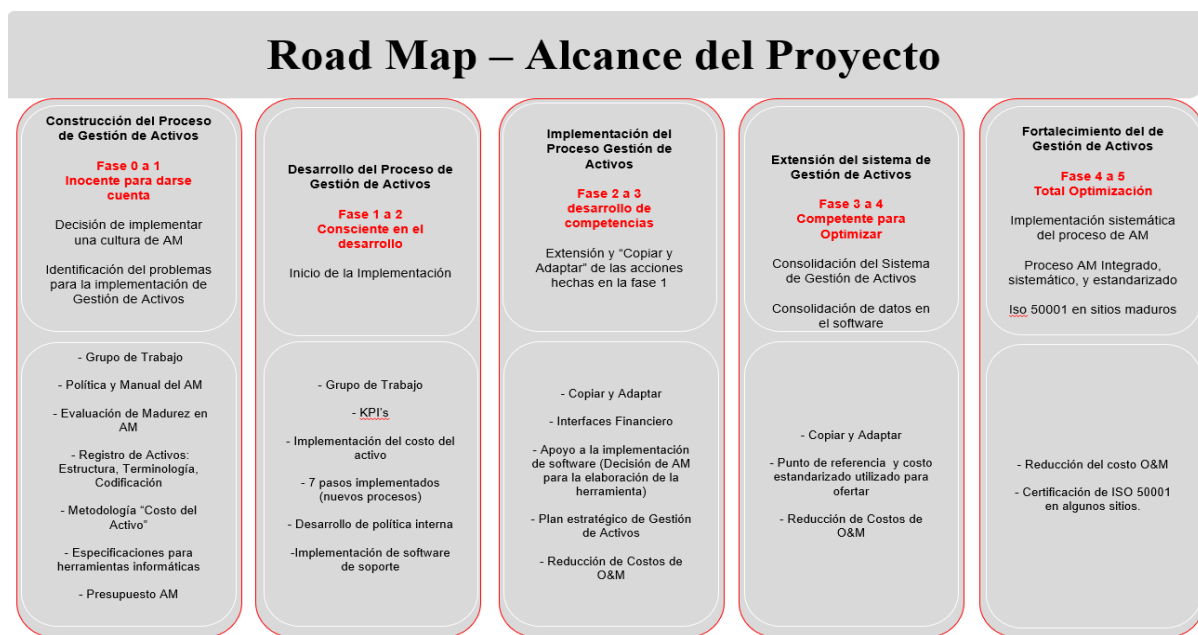 Road Map – Alcance del Proyecto
Construcción del Proceso
de Gestión de Activos
Fase 0 a 1
Inocente para darse
cuenta
Decisión de implementar
una cultura de AM
Identificación del problemas
para la implementación de
Gestión de Activos
- Grupo de Trabajo
- Política y Manual del AM
- Evaluación de Madurez en
AM
- Registro de Activos:
Estructura, Terminología,
Codificación
- Metodología “Costo del
Activo”
- Especificaciones para
herramientas informáticas
- Presupuesto AM
Desarrollo del Proceso de
Gestión de Activos
Fase 1 a 2
Consciente en el
desarrollo
Inicio de la Implementación
- Grupo de Trabajo
- KPI’s
- Implementación del costo del
activo
- 7 pasos implementados
(nuevos procesos)
- Desarrollo de política interna
-Implementación de software
de soporte
Implementación del
Proceso Gestión de
Activos
Fase 2 a 3
desarrollo de
competencias
Extensión y “Copiar y
Adaptar” de las acciones
hechas en la fase 1
- Copiar y Adaptar
- Interfaces Financiero
- Apoyo a la implementación
de software (Decisión de AM
para la elaboración de la
herramienta)
- Plan estratégico de Gestión
de Activos
- Reducción de Costos de
O&M
Extensión del sistema de
Gestión de Activos
Fase 3 a 4
Competente para
Optimizar
Consolidación del Sistema
de Gestión de Activos
Consolidación de datos en
el software
- Copiar y Adaptar
- Punto de referencia y costo
estandarizado utilizado para
ofertar
- Reducción de Costos de
O&M
Fortalecimiento del de
Gestión de Activos
Fase 4 a 5
Total Optimización
Implementación sistemática
del proceso de AM
Proceso AM Integrado,
sistemático, y estandarizado
Iso 50001 en sitios maduros
- Reducción del costo O&M
- Certificación de ISO 50001
en algunos sitios.